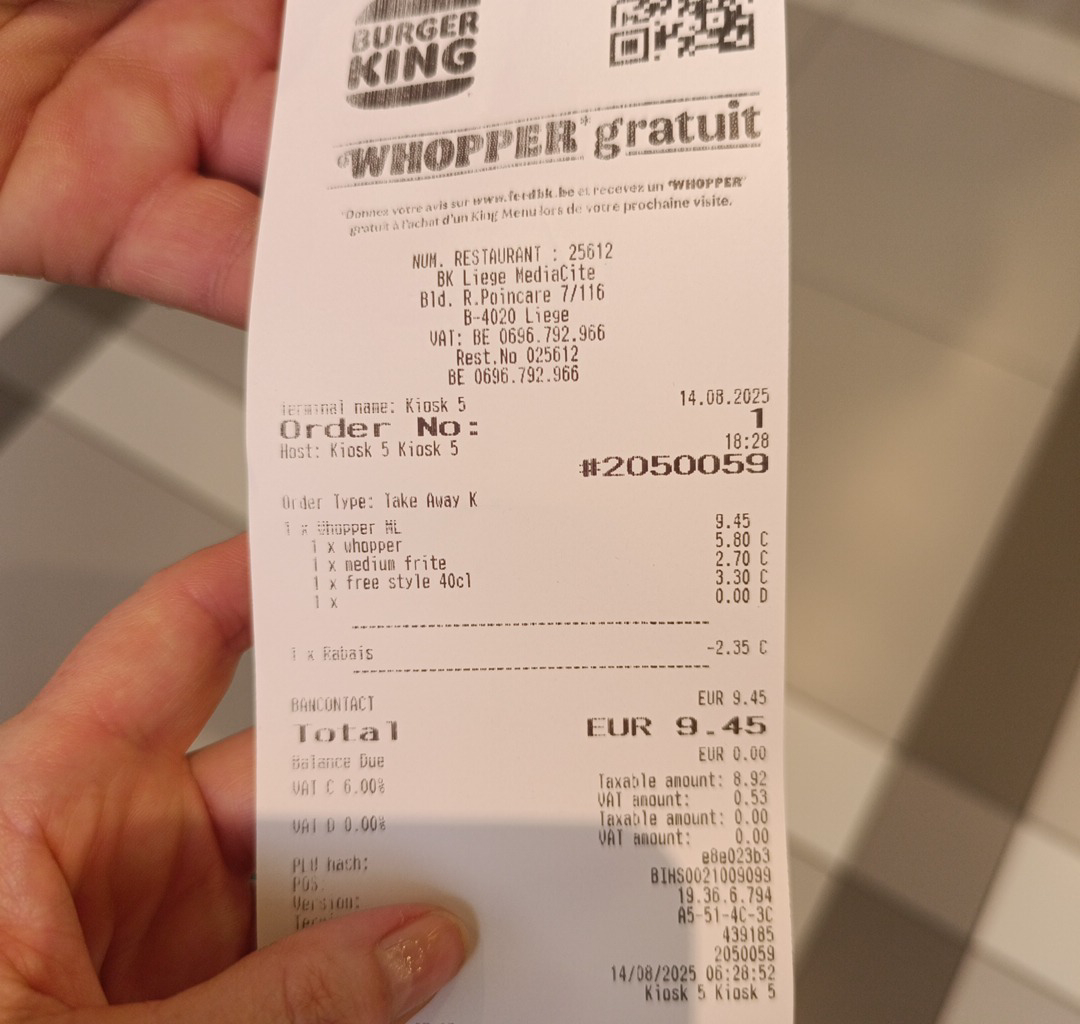 BURGER
KING
WHOPPER* gratuit
*Donnez votre avis sur www.feedbk.be et recevez un WHOPPER
gratuit à l'achat d'un King Menu lors de votre prochaine visite.
NUM. RESTAURANT : 25612
BK Liege MediaCite
Bld. R.Poincare 7/116
B-4020 Liege
VAT: BE 0696.792.966
Rest.No 025612
BE 0696.792.966
Terminal name: Kiosk 5 14.08.2025
Order No: 1
Host: Kiosk 5 Kiosk 5 18:28
#2050059
Order Type: Take Away K
1 x Whopper ML 9.45
1 x whopper 5.80 C
1 x medium frite 2.70 C
1 x free style 40cl 3.30 C
1 x 0.00 D
1 x Rabais -2.35 C
BANCONTACT EUR 9.45
Total EUR 9.45
Balance Due EUR 0.00
VAT C 6.00% Taxable amount: 8.92
VAT amount: 0.53
VAT D 0.00% Taxable amount: 0.00
VAT amount: 0.00
PLU hash: e8e023b3
POS: BIHS0021009099
Version: 19.36.6.794
A5-51-4C-3C
439185
2050059
14/08/2025 06:28:52
Kiosk 5 Kiosk 5